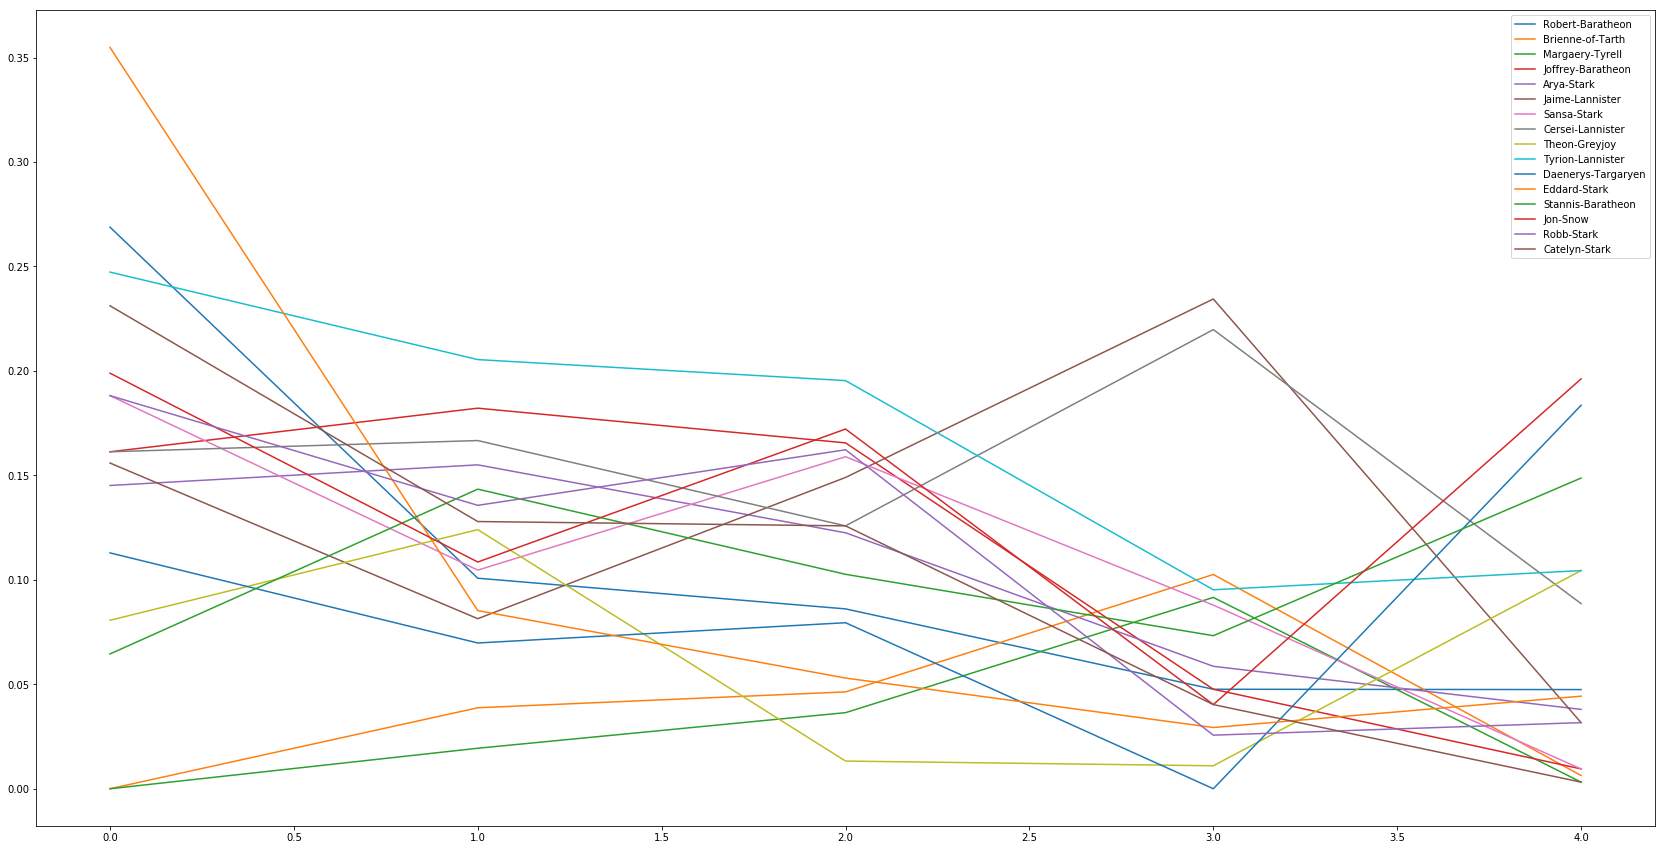 Robert-Baratheon
Brienne-of-Tarth
Margaery-Tyrell
Joffrey-Baratheon
Arya-Stark
Jaime-Lannister
Sansa-Stark
Cersei-Lannister
Theon-Greyjoy
Tyrion-Lannister
Daenerys-Targaryen
Eddard-Stark
Stannis-Baratheon
Jon-Snow
Robb-Stark
Catelyn-Stark
0.35
0.30
0.25
0.20
0.15
0.10
0.05
0.00
0.0 0.5 1.0 1.5 2.0 2.5 3.0 3.5 4.0